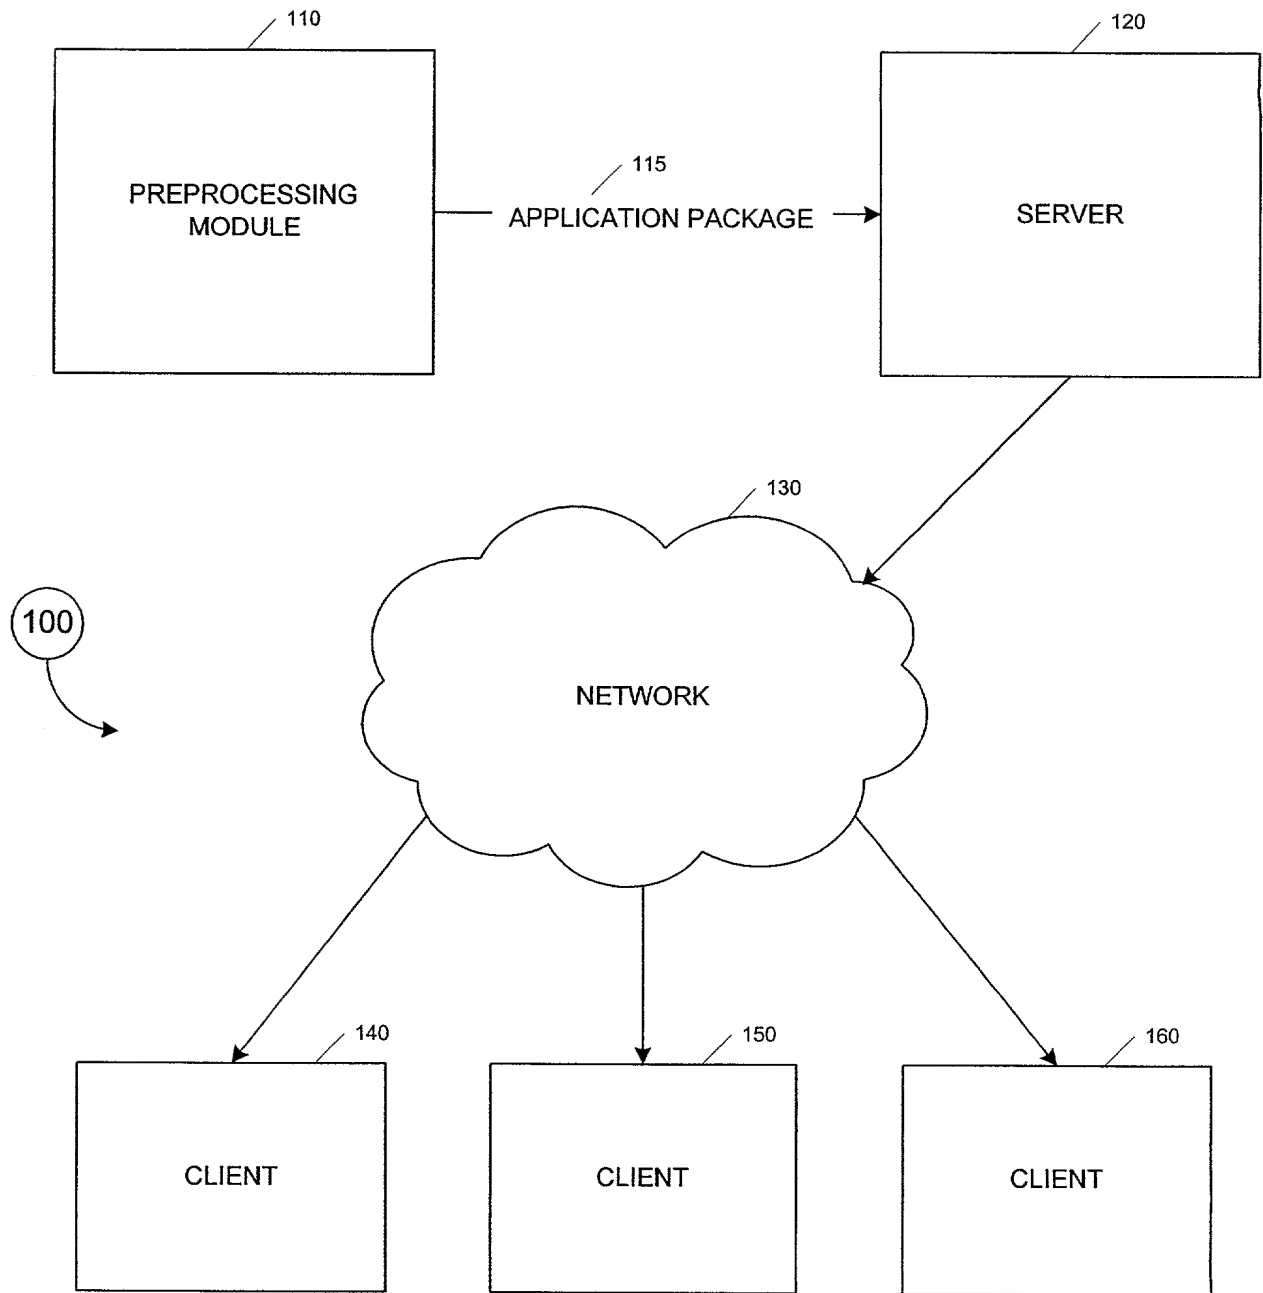 110
120
115
PREPROCESSING
MODULE
APPLICATION PACKAGE
SERVER
130
100
NETWORK
140
150
160
CLIENT
CLIENT
CLIENT